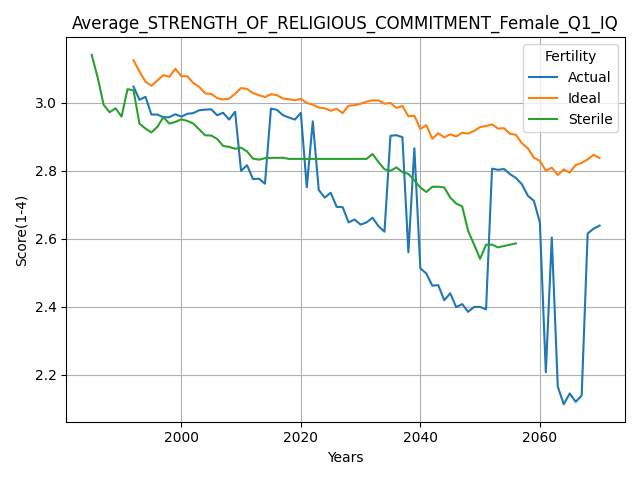 Average_STRENGTH_OF_RELIGIOUS_COMMITMENT_Female_Q1_IQ
Fertility
Actual
Ideal
Sterile
Score(1-4)
3.0
2.8
2.6
2.4
2.2
2000
2020
2040
2060
Years